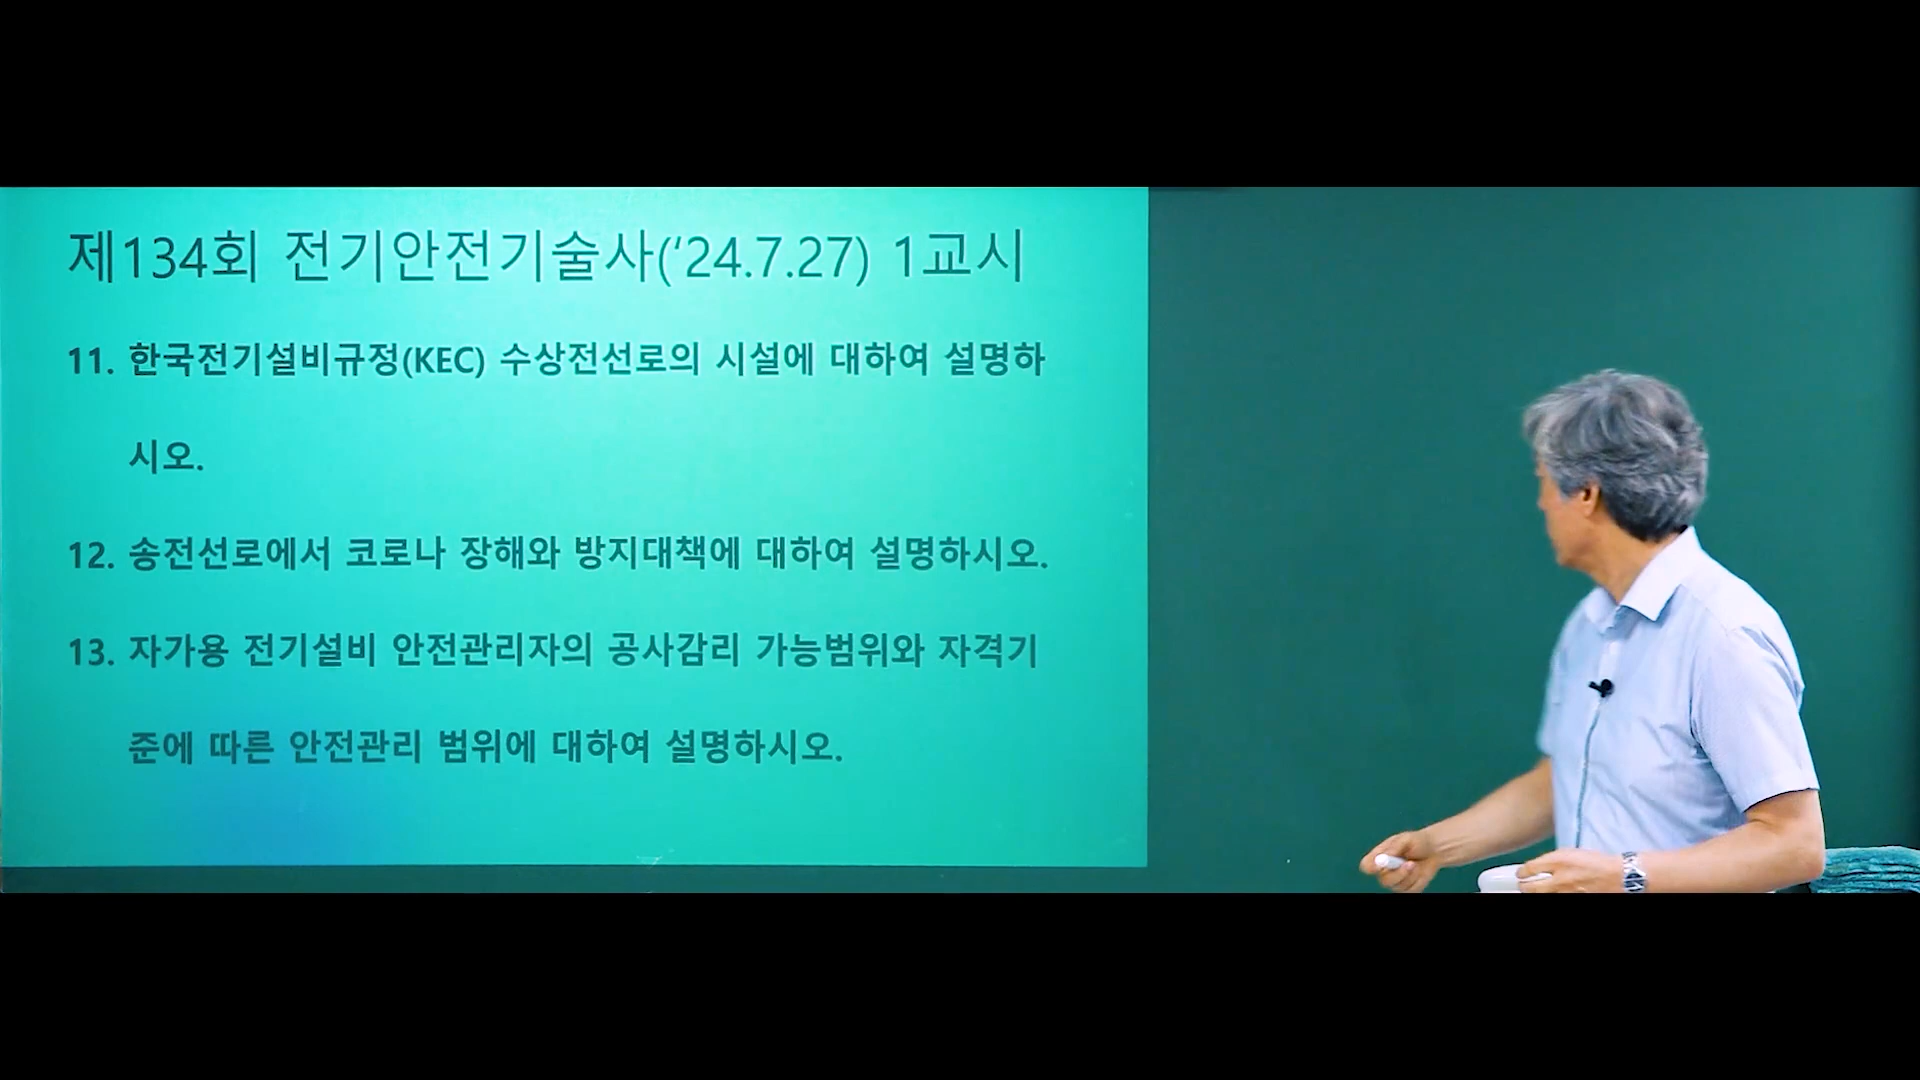 제134회 전기안전기술사(‘24.7.27) 1교시
11. 한국전기설비규정(KEC) 수상전선로의 시설에 대하여 설명하
시오.
12. 송전선로에서 코로나 장해와 방지대책에 대하여 설명하시오.
13. 자가용 전기설비 안전관리자의 공사감리 가능범위와 자격기
준에 따른 안전관리 범위에 대하여 설명하시오.